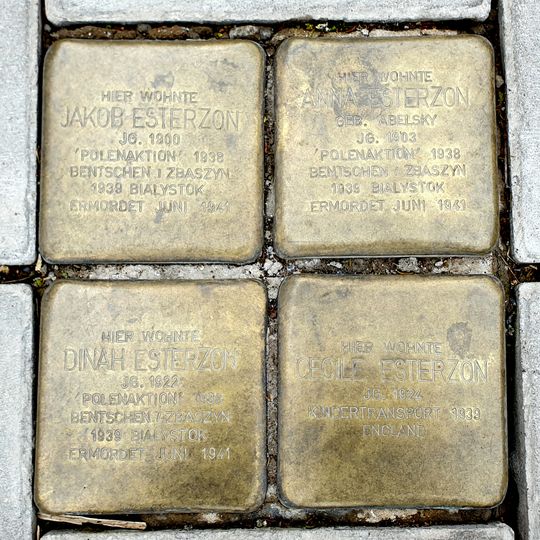 HIER WOHNTE
JAKOB ESTERZON
JG. 1900
'POLENAKTION' 1938
BENTSCHEN / ZBASZYN
1939 BIALYSTOK
ERMORDET JUNI 1941
HIER WOHNTE
ANNA ESTERZON
GEB. ABELSKY
JG. 1903
'POLENAKTION' 1938
BENTSCHEN / ZBASZYN
1939 BIALYSTOK
ERMORDET JUNI 1941
HIER WOHNTE
DINAH ESTERZON
JG. 1922
'POLENAKTION' 1938
BENTSCHEN / ZBASZYN
1939 BIALYSTOK
ERMORDET JUNI 1941
HIER WOHNTE
CECILE ESTERZON
JG. 1924
KINDERTRANSPORT 1939
ENGLAND